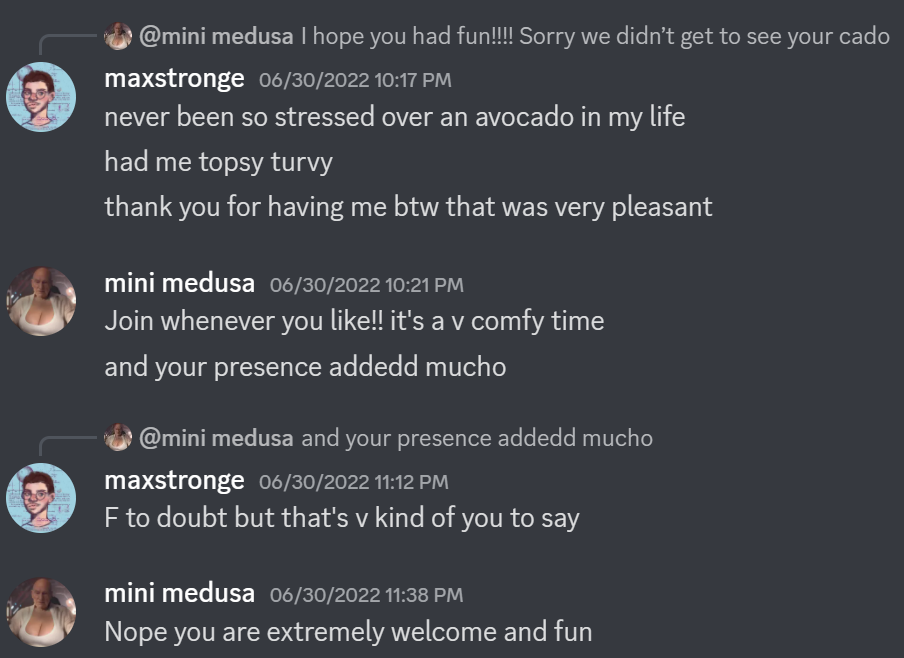 @mini medusa I hope you had fun!!!! Sorry we didn’t get to see your cado
maxstronge 06/30/2022 10:17 PM
never been so stressed over an avocado in my life
had me topsy turvy
thank you for having me btw that was very pleasant
mini medusa 06/30/2022 10:21 PM
Join whenever you like!! it's a v comfy time
and your presence addedd mucho
@mini medusa and your presence addedd mucho
maxstronge 06/30/2022 11:12 PM
F to doubt but that's v kind of you to say
mini medusa 06/30/2022 11:38 PM
Nope you are extremely welcome and fun